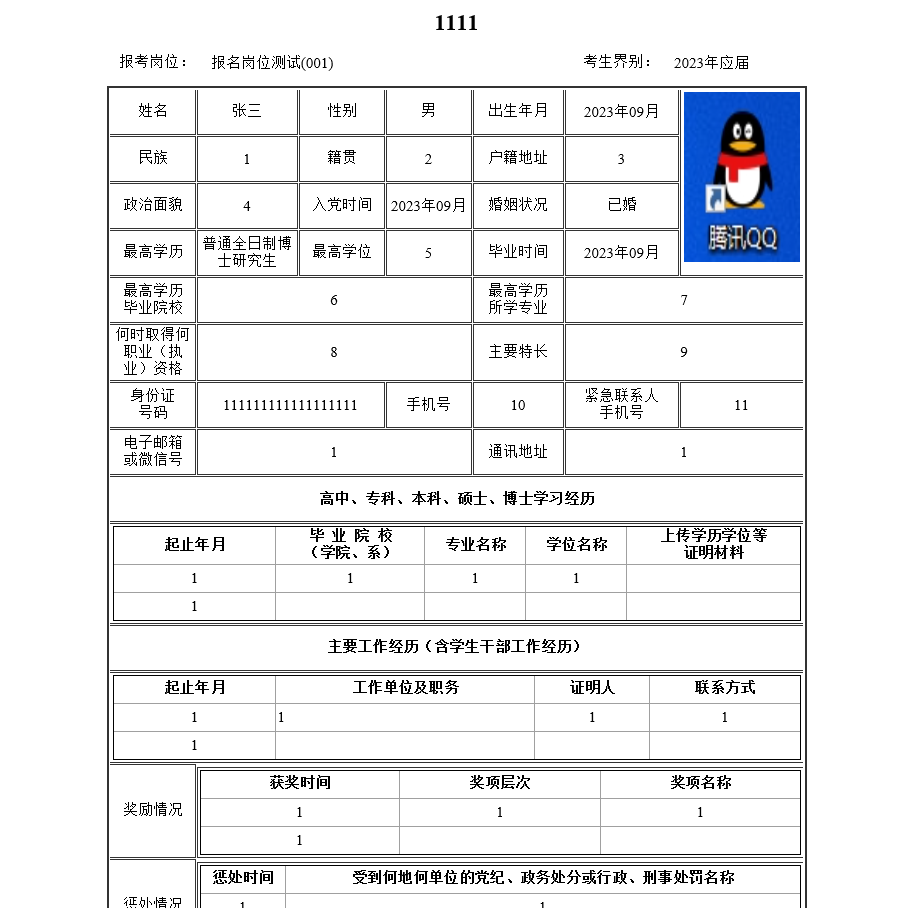 1111
报考岗位： 报名岗位测试(001) 考生界别： 2023年应届
姓名 张三 性别 男 出生年月 2023年09月
民族 1 籍贯 2 户籍地址 3
政治面貌 4 入党时间 2023年09月 婚姻状况 已婚
腾讯QQ
最高学历 普通全日制博
士研究生 最高学位 5 毕业时间 2023年09月
最高学历
毕业院校 6 最高学历
所学专业 7
何时取得何
职业（执
业）资格 8 主要特长 9
身份证
号码 111111111111111111 手机号 10 紧急联系人
手机号 11
电子邮箱
或微信号 1 通讯地址 1
高中、专科、本科、硕士、博士学习经历
起止年月 毕 业 院 校
（学院、系） 专业名称 学位名称 上传学历学位等
证明材料
1 1 1 1
1
主要工作经历（含学生干部工作经历）
起止年月 工作单位及职务 证明人 联系方式
1 1 1 1
1
奖励情况 获奖时间 奖项层次 奖项名称
1 1 1
1
惩处情况 惩处时间 受到何地何单位的党纪、政务处分或行政、刑事处罚名称
1 1